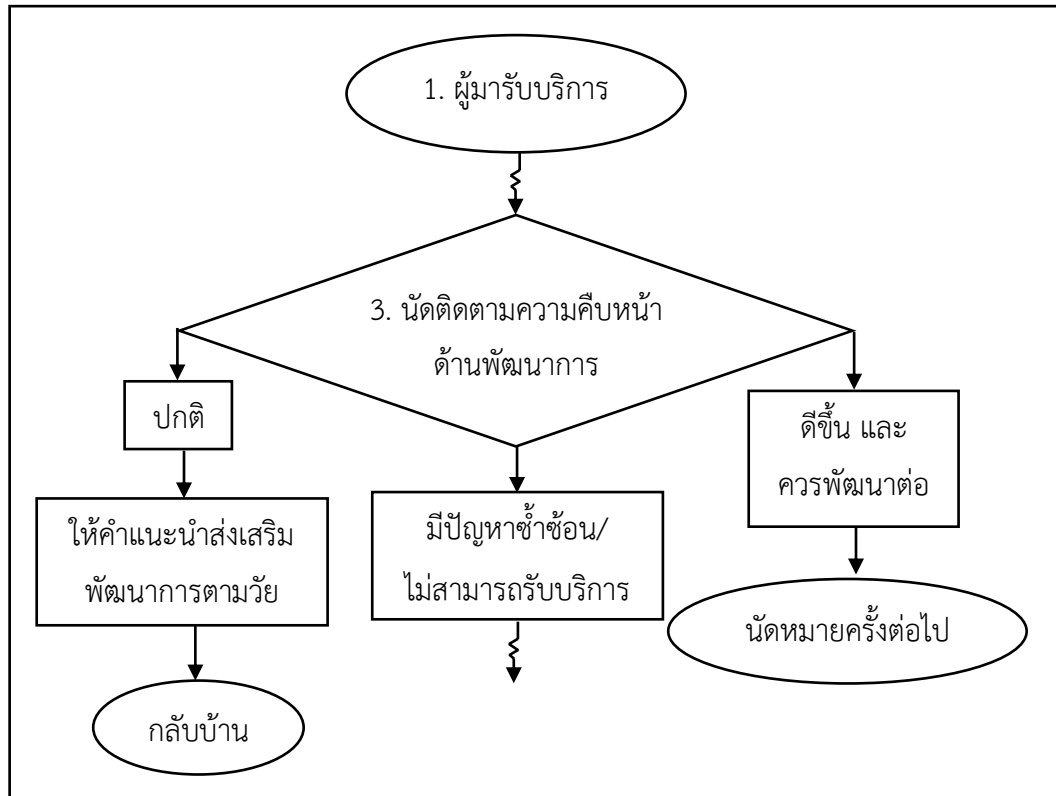 1. ผู้มารับบริการ
3. นัดติดตามความคืบหน้า
ด้านพัฒนาการ
ปกติ
ให้คำแนะนำส่งเสริม
พัฒนาการตามวัย
กลับบ้าน
มีปัญหาซ้ำซ้อน/
ไม่สามารถรับบริการ
ดีขึ้น และ
ควรพัฒนาต่อ
นัดหมายครั้งต่อไป